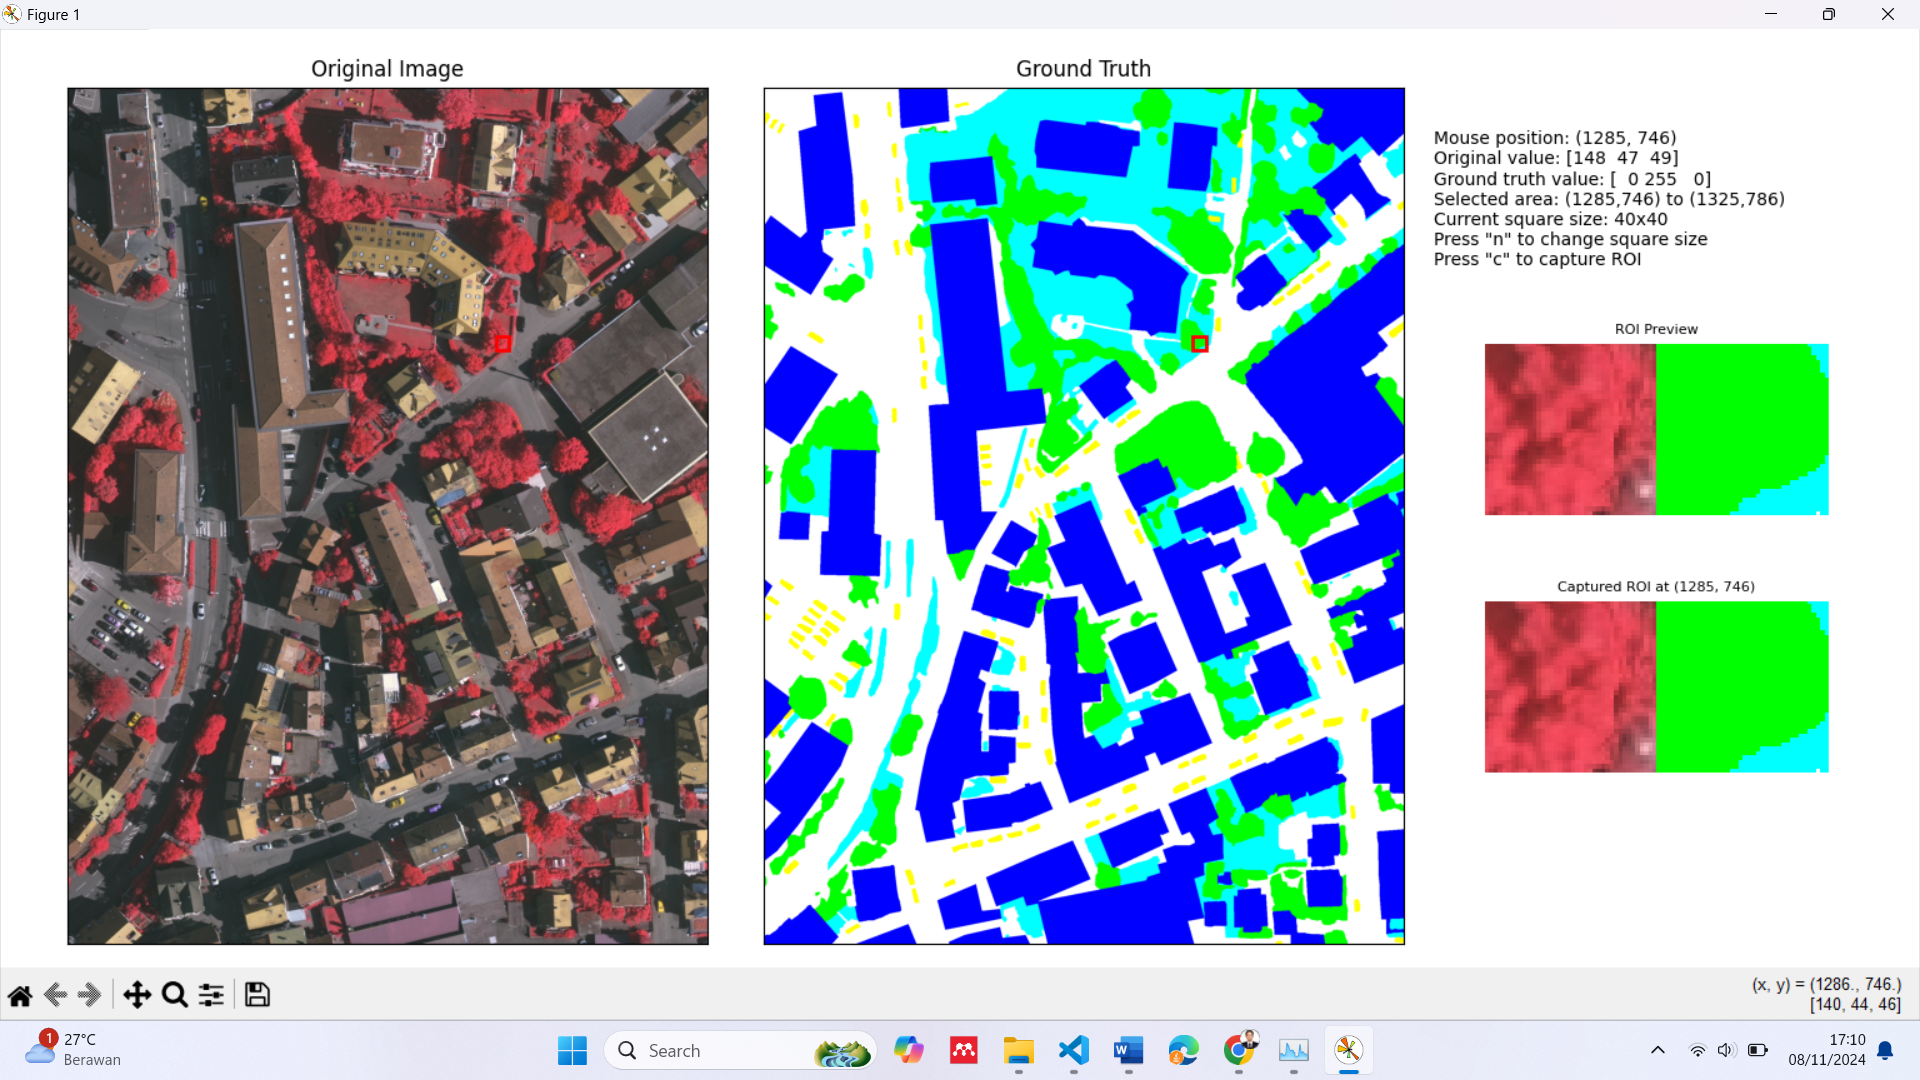 Figure 1
Original Image
Ground Truth
Mouse position: (1285, 746)
Original value: [148  47  49]
Ground truth value: [  0 255   0]
Selected area: (1285,746) to (1325,786)
Current square size: 40x40
Press "n" to change square size
Press "c" to capture ROI
ROI Preview
Captured ROI at (1285, 746)
(x, y) = (1286., 746.)
[140, 44, 46]
1
27°C
Berawan
Search
W
17:10
08/11/2024